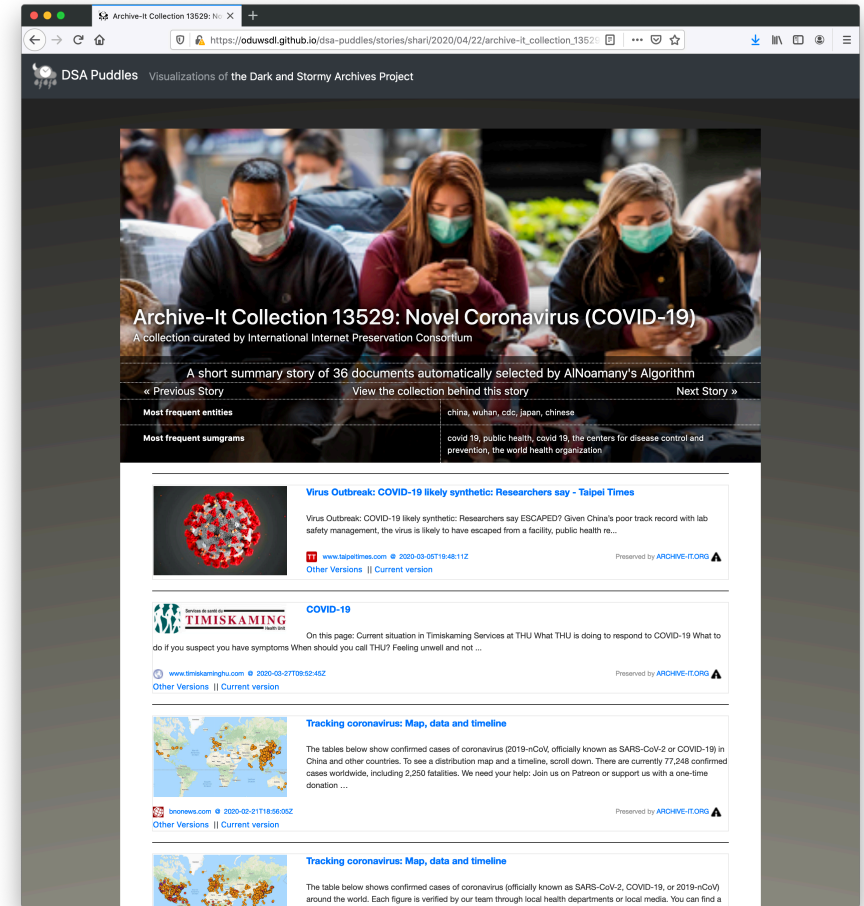 Archive-It Collection 13529: No
https://oduwsdl.github.io/dsa-puddles/stories/shari/2020/04/22/archive-it_collection_13529
DSA Puddles Visualizations of the Dark and Stormy Archives Project
Archive-It Collection 13529: Novel Coronavirus (COVID-19)
A collection curated by International Internet Preservation Consortium
A short summary story of 36 documents automatically selected by AlNoamany's Algorithm
« Previous Story View the collection behind this story Next Story »
Most frequent entities china, wuhan, cdc, japan, chinese
Most frequent sumgrams covid 19, public health, covid 19, the centers for disease control and
prevention, the world health organization
Virus Outbreak: COVID-19 likely synthetic: Researchers say - Taipei Times
Virus Outbreak: COVID-19 likely synthetic: Researchers say ESCAPED? Given China's poor track record with lab
safety management, the virus is likely to have escaped from a facility, public health re...
TT www.taipeitimes.com @ 2020-03-05T19:48:11Z Preserved by ARCHIVE-IT.ORG
Other Versions || Current version
Services de santé du
TIMISKAMING
Health Unit
COVID-19
On this page: Current situation in Timiskaming Services at THU What THU is doing to respond to COVID-19 What to
do if you suspect you have symptoms When should you call THU? Feeling unwell and not ...
www.timiskaminghu.com @ 2020-03-27T09:52:45Z Preserved by ARCHIVE-IT.ORG
Other Versions || Current version
Tracking coronavirus: Map, data and timeline
The tables below show confirmed cases of coronavirus (2019-nCoV, officially known as SARS-CoV-2 or COVID-19) in
China and other countries. To see a distribution map and a timeline, scroll down. There are currently 77,248 confirmed
cases worldwide, including 2,250 fatalities. We need your help: Join us on Patreon or support us with a one-time
donation ...
bnonews.com @ 2020-02-21T18:56:05Z Preserved by ARCHIVE-IT.ORG
Other Versions || Current version
Tracking coronavirus: Map, data and timeline
The table below shows confirmed cases of coronavirus (officially known as SARS-CoV-2, COVID-19, or 2019-nCoV)
around the world. Each figure is verified by our team through local health departments or local media. You can find a